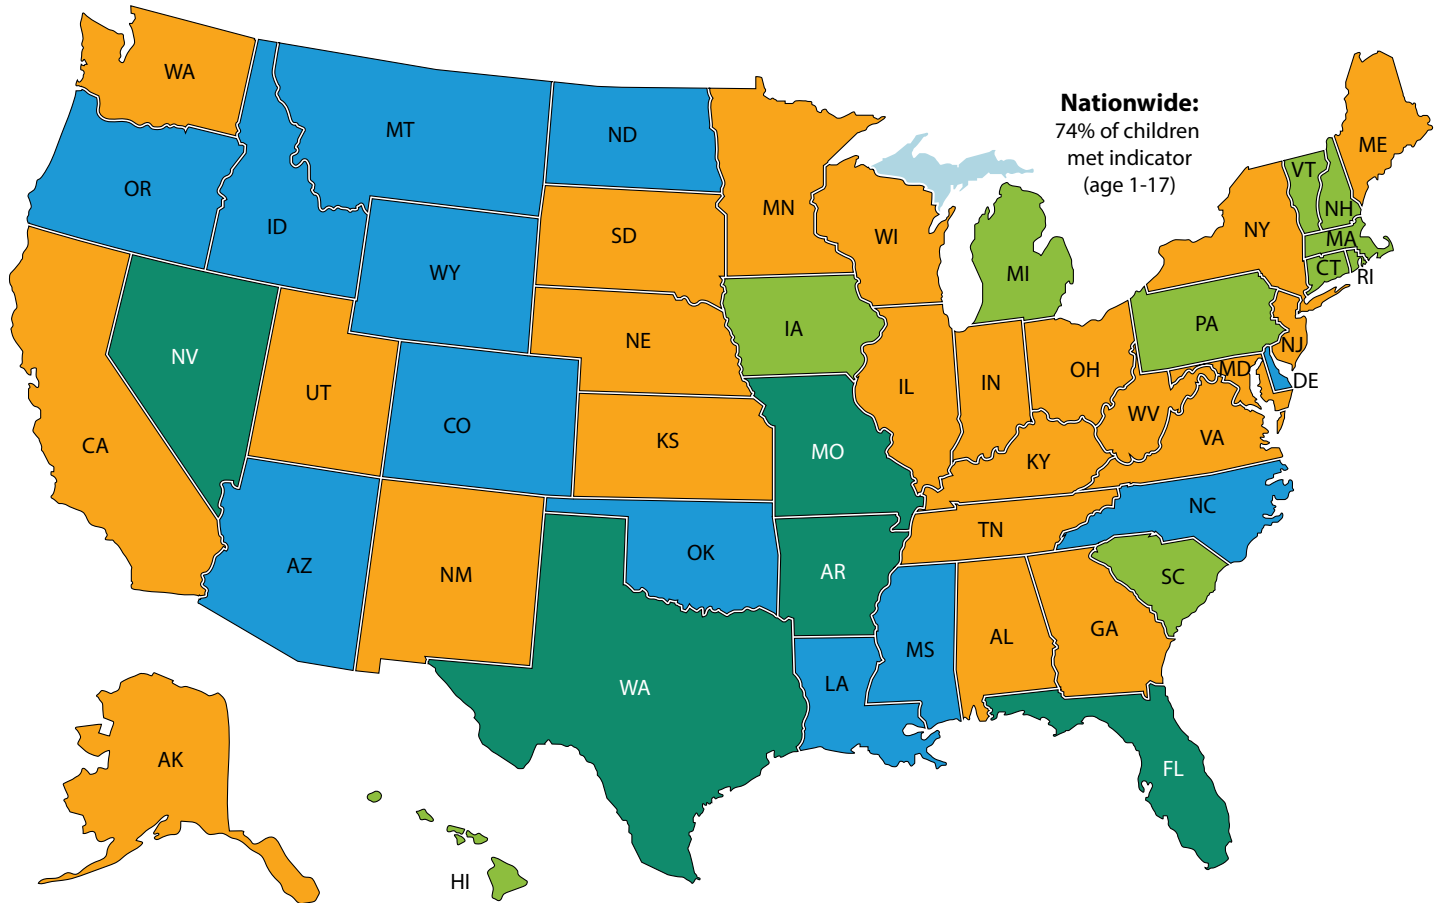 Nationwide:
74% of children
met indicator
(age 1-17)
WA
MT
ND
ME
VT
OR
MN
NH
ID
SD
WI
NY
MA
WY
MI
CT
RI
PA
IA
NE
NJ
NV
MD
OH
DE
IN
IL
UT
WV
CO
KS
VA
CA
MO
KY
NC
TN
OK
AZ
AR
NM
SC
GA
AL
MS
LA
WA
AK
FL
HI